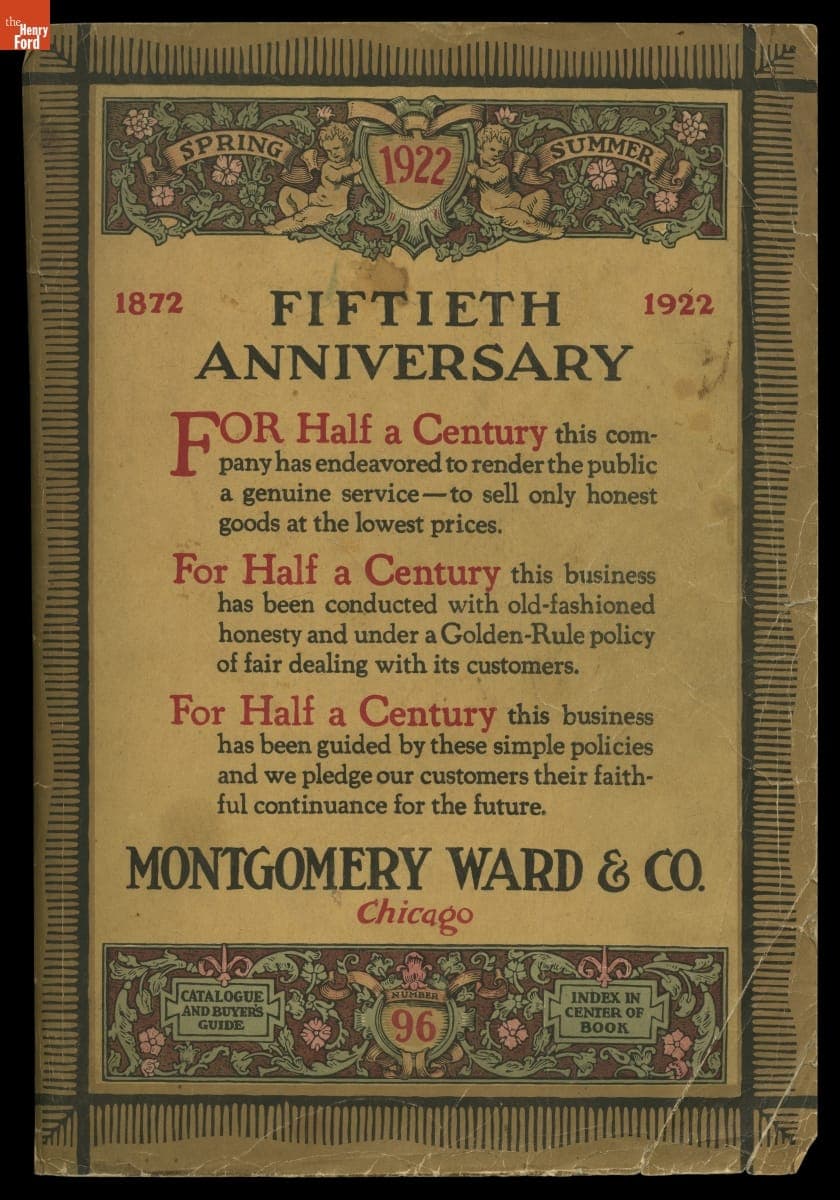 the
Henry
Ford
SPRING
1922
SUMMER
1872
FIFTIETH
1922
ANNIVERSARY
FOR Half a Century this com-
pany has endeavored to render the public
a genuine service—to sell only honest
goods at the lowest prices.
For Half a Century this business
has been conducted with old-fashioned
honesty and under a Golden-Rule policy
of fair dealing with its customers.
For Half a Century this business
has been guided by these simple policies
and we pledge our customers their faith-
ful continuance for the future.
MONTGOMERY WARD & CO.
Chicago
CATALOGUE
AND BUYER'S
GUIDE
NUMBER
96
INDEX IN
CENTER OF
BOOK